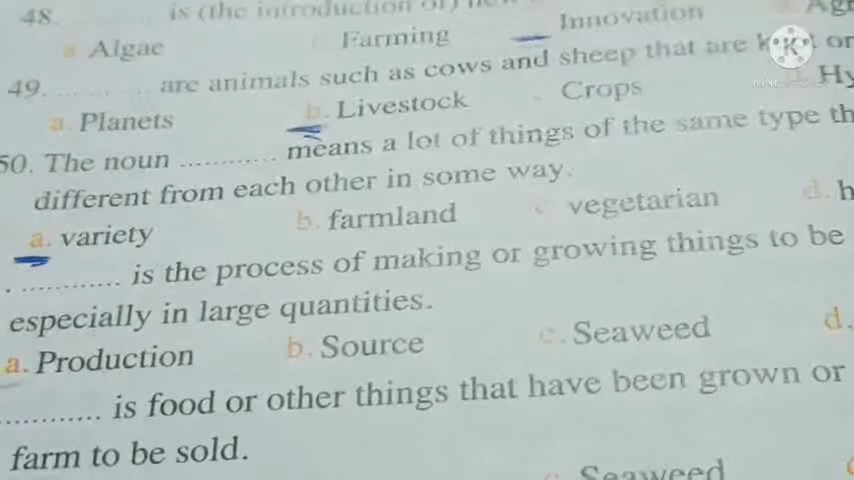 48. is (the introduction of)
a Algae Farming Innovation
49. ............ are animals such as cows and sheep that are or
a. Planets b. Livestock Crops
50. The noun ............ means a lot of things of the same type
different from each other in some way.
a. variety b. farmland c vegetarian d.
. ............ is the process of making or growing things to be
especially in large quantities.
a. Production b. Source c. Seaweed d.
............ is food or other things that have been grown or
farm to be sold.
c. Seaweed